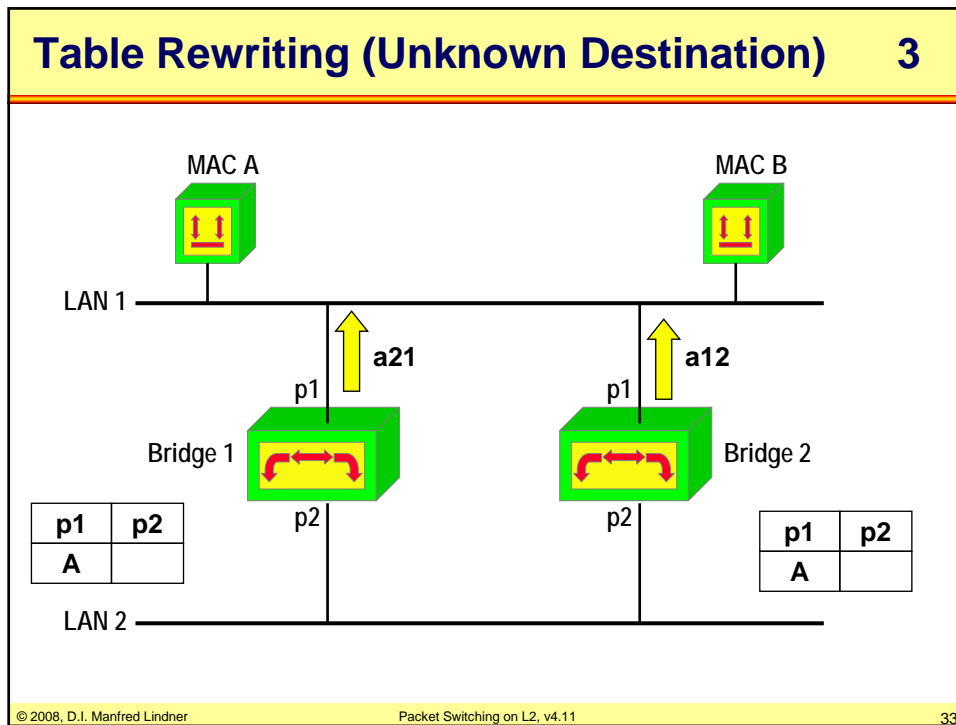 Table Rewriting (Unknown Destination) 3
MAC A
MAC B
LAN 1
a21
a12
p1
p1
Bridge 1
Bridge 2
p2
p2
p1 p2
A
p1 p2
A
LAN 2
© 2008, D.I. Manfred Lindner
Packet Switching on L2, v4.11
33